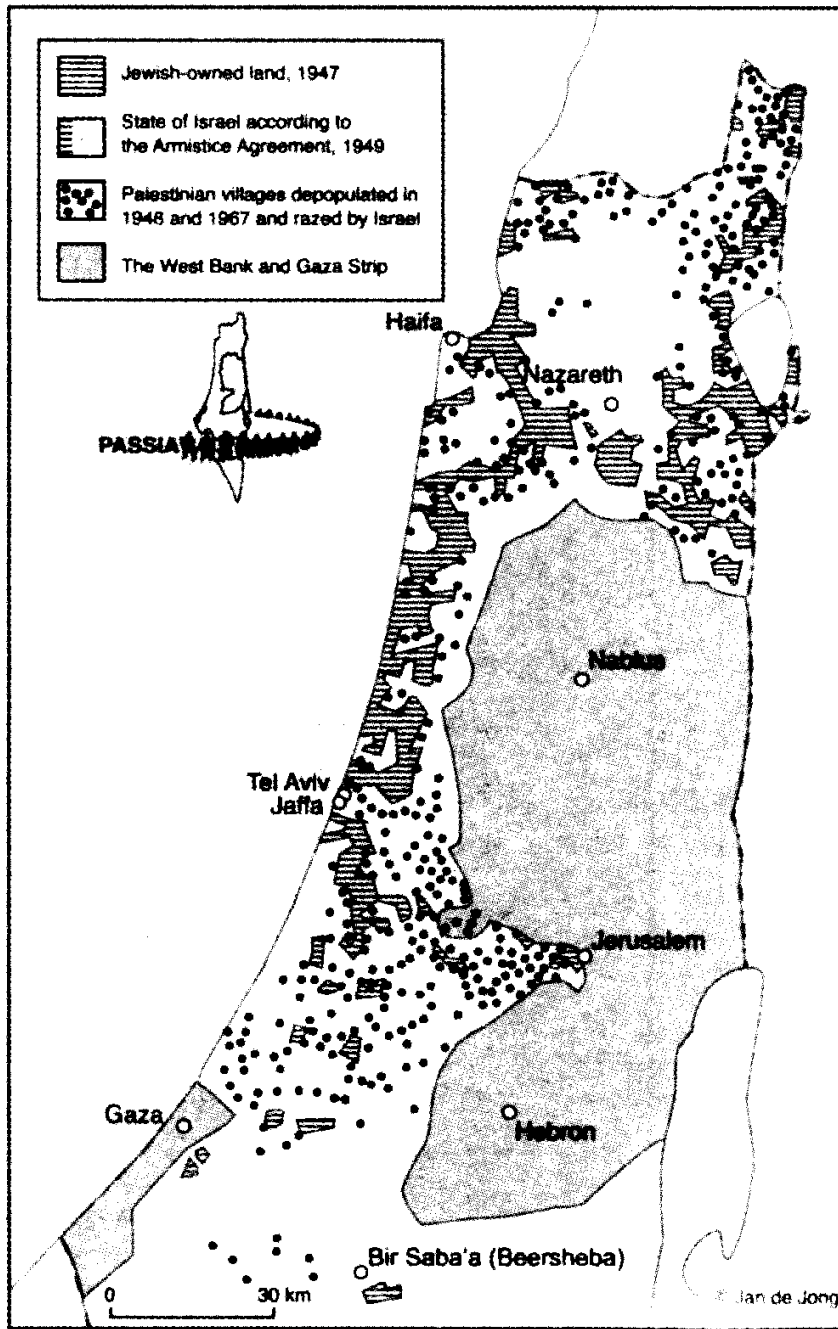 Jewish-owned land, 1947
State of Israel according to
the Armistice Agreement, 1949
Palestinian villages depopulated in
1948 and 1967 and razed by Israel
The West Bank and Gaza Strip
Haifa
Nazareth
PASSIA
Nablus
Tel Aviv
Jaffa
Jerusalem
Gaza
Hebron
Bir Saba'a (Beersheba)
0 30 km
© Jan de Jong